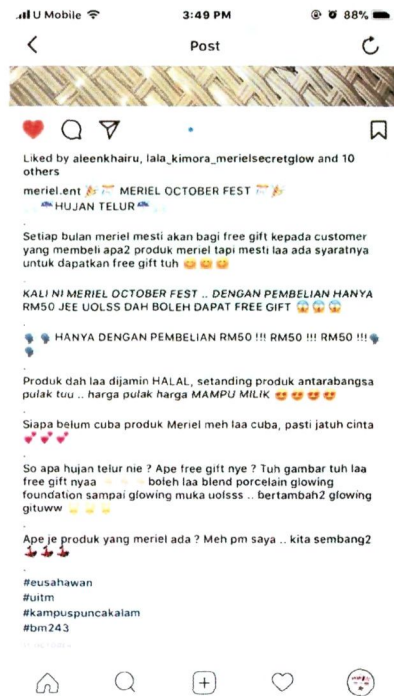 U Mobile 3:49 PM 88%
Post
Liked by aleenkhairu, lala_kimora_merielsecretglow and 10
others
meriel.ent 🎉🎊 MERIEL OCTOBER FEST 🎊🎉
☔HUJAN TELUR☔
.
Setiap bulan meriel mesti akan bagi free gift kepada customer
yang membeli apa2 produk meriel tapi mesti laa ada syaratnya
untuk dapatkan free gift tuh 😊😊😊
.
KALI NI MERIEL OCTOBER FEST .. DENGAN PEMBELIAN HANYA
RM50 JEE UOLSS DAH BOLEH DAPAT FREE GIFT 😱😱😱
.
🗣🗣 HANYA DENGAN PEMBELIAN RM50 !!! RM50 !!! RM50 !!!🗣
🗣
.
Produk dah laa dijamin HALAL, setanding produk antarabangsa
pulak tuu .. harga pulak harga MAMPU MILIK 😍😍😍😍
.
Siapa belum cuba produk Meriel meh laa cuba, pasti jatuh cinta
💕💕💕
.
So apa hujan telur nie ? Ape free gift nye ? Tuh gambar tuh laa
free gift nyaa 👈👈👈 boleh laa blend porcelain glowing
foundation sampai glowing muka uolsss .. bertambah2 glowing
gituww
.
Ape je produk yang meriel ada ? Meh pm saya .. kita sembang2
💃💃💃
.
#eusahawan
#uitm
#kampuspuncakalam
#bm243